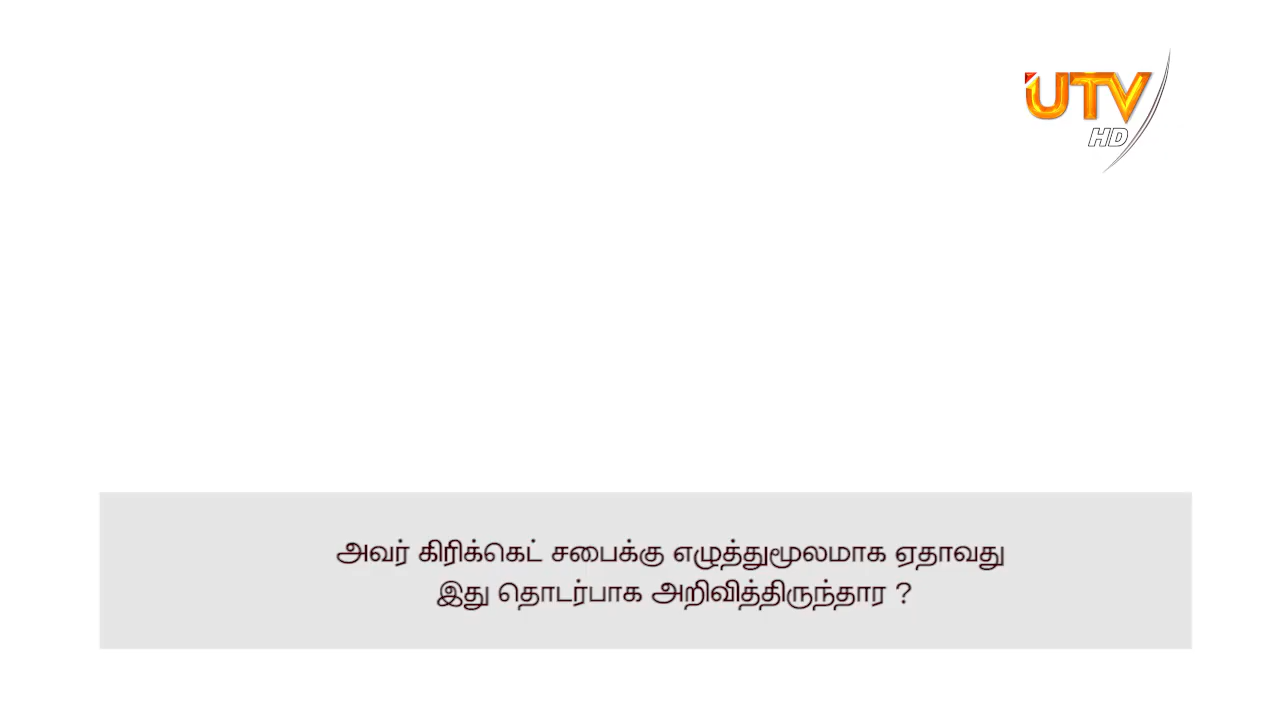 UTV
HD
அவர் கிரிக்கெட் சபைக்கு எழுத்துமூலமாக ஏதாவது
இது தொடர்பாக அறிவித்திருந்தார ?